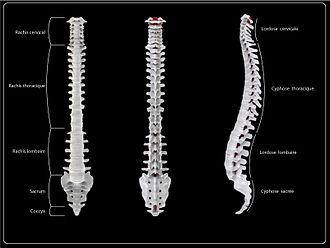 Rachis cervical
Rachis thoracique
Rachis lombaire
Sacrum
Coccyx
Lordose cervicale
Cyphose thoracique
Lordose lombaire
Cyphose sacrée